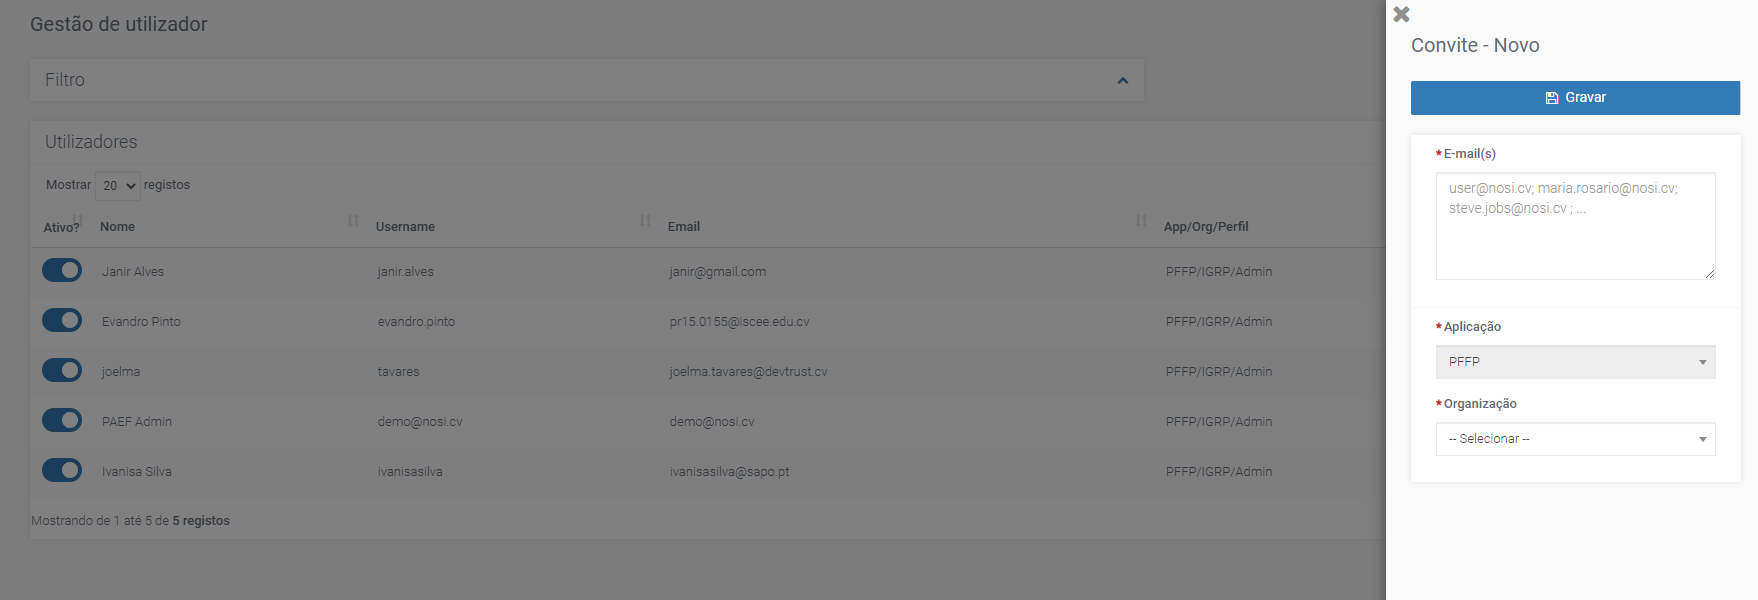 Gestão de utilizador
Filtro
Utilizadores
Mostrar 20 registos
Ativo? Nome Username Email App/Org/Perfil
Janir Alves janir.alves janir@gmail.com PFFP/IGRP/Admin
Evandro Pinto evandro.pinto pr15.0155@iscee.edu.cv PFFP/IGRP/Admin
joelma tavares joelma.tavares@devtrust.cv PFFP/IGRP/Admin
PAEF Admin demo@nosi.cv demo@nosi.cv PFFP/IGRP/Admin
Ivanisa Silva ivanisasilva ivanisasilva@sapo.pt PFFP/IGRP/Admin
Mostrando de 1 até 5 de 5 registos
Convite - Novo
Gravar
*E-mail(s)
user@nosi.cv; maria.rosario@nosi.cv;
steve.jobs@nosi.cv ; ...
*Aplicação
PFFP
*Organização
-- Selecionar --